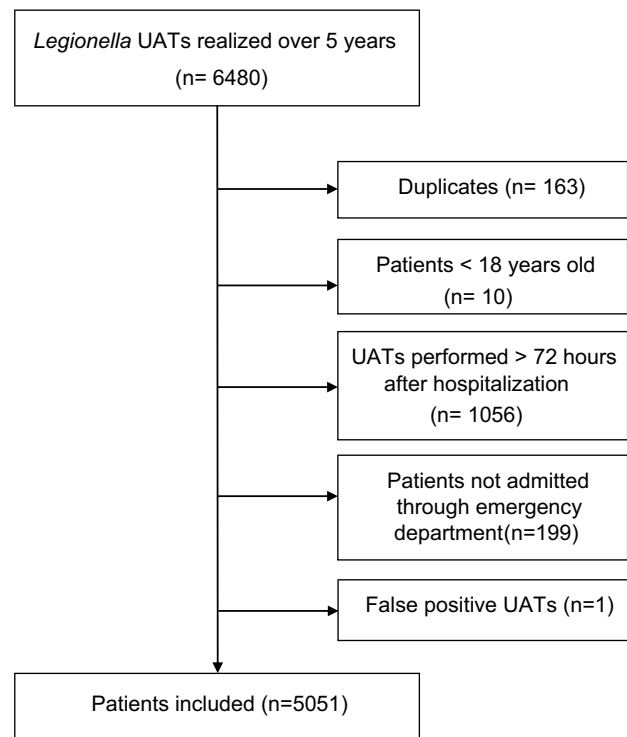 Legionella UATs realized over 5 years
(n= 6480)
Duplicates (n= 163)
Patients < 18 years old
(n= 10)
UATs performed > 72 hours
after hospitalization
(n= 1056)
Patients not admitted
through emergency
department(n=199)
False positive UATs (n=1)
Patients included (n=5051)